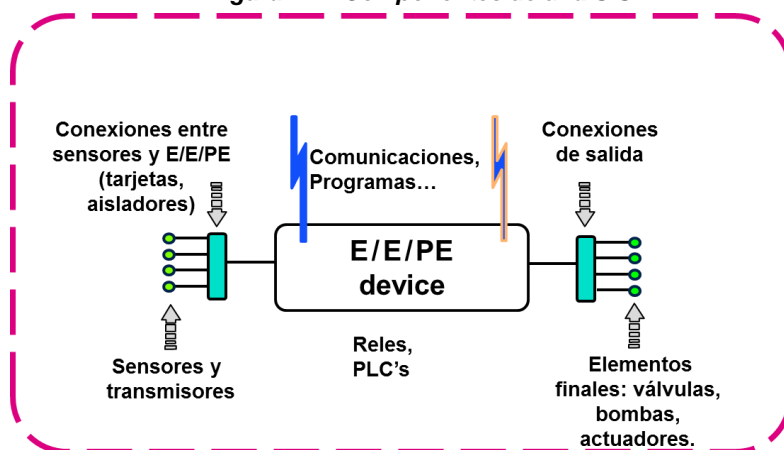 Conexiones entre
sensores y E/E/PE
(tarjetas,
aisladores)
Comunicaciones,
Programas…
Conexiones
de salida
E/E/PE
device
Sensores y
transmisores
Reles,
PLC's
Elementos
finales: válvulas,
bombas,
actuadores.